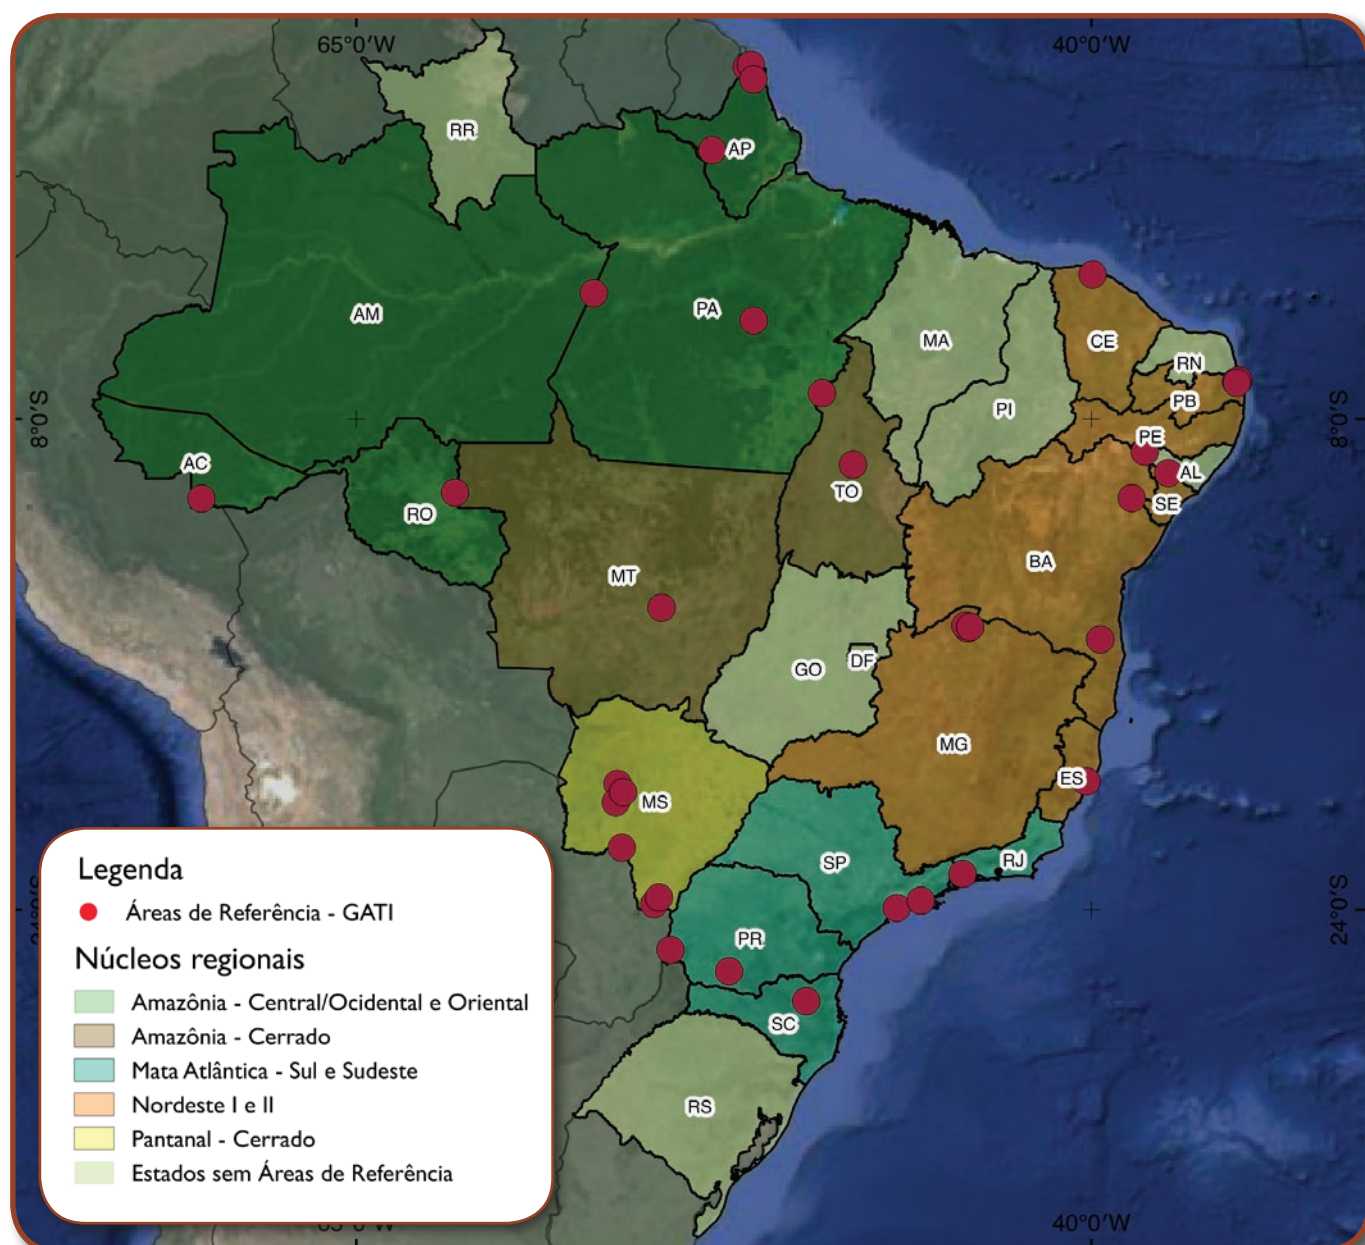 65°0'W
40°0'W
RR
AP
AM
PA
MA
CE
RN
PB
PI
8°0'S
8°0'S
PE
AC
AL
TO
SE
RO
BA
MT
GO
DF
MG
ES
MS
SP
RJ
Legenda
Áreas de Referência - GATI
24°0'S
PR
Núcleos regionais
Amazônia - Central/Ocidental e Oriental
SC
Amazônia - Cerrado
Mata Atlântica - Sul e Sudeste
Nordeste I e II
RS
Pantanal - Cerrado
Estados sem Áreas de Referência
40°0'W